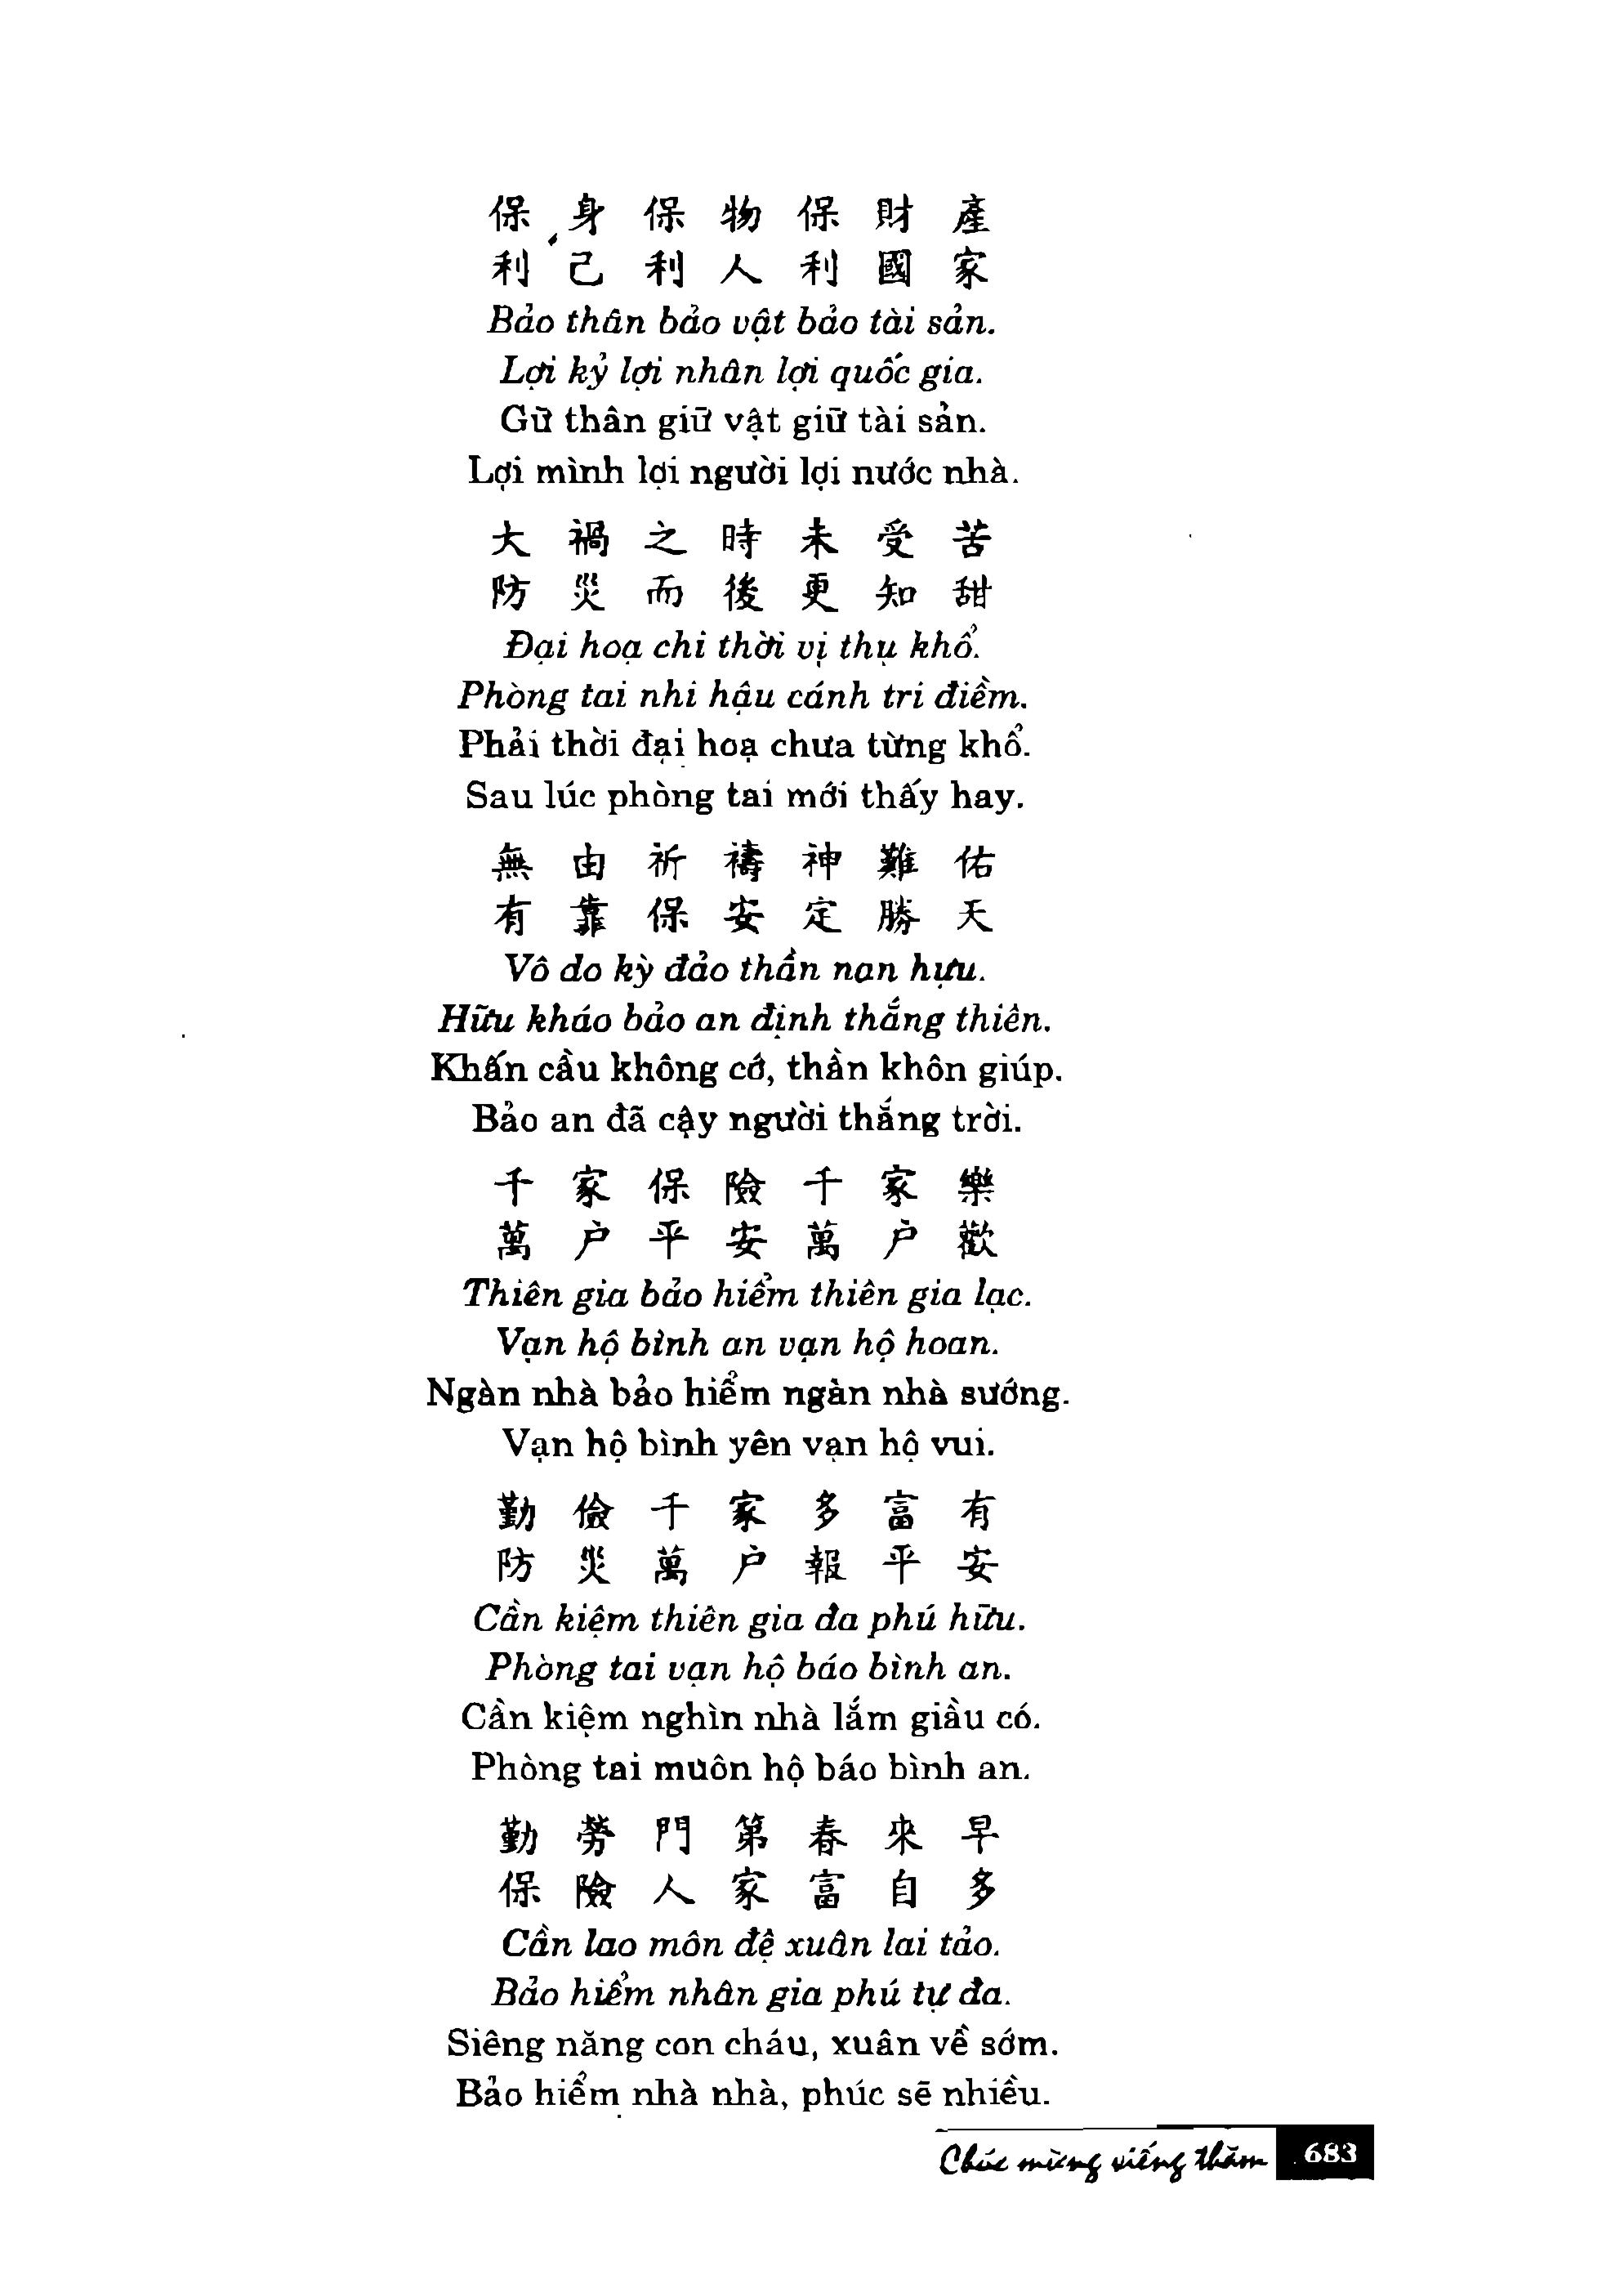 保 身 保 物 保 財 產
利 己 利 人 利 國 家
Bảo thân bảo vật bảo tài sản.
Lợi kỷ lợi nhân lợi quốc gia.
Gữ thân giữ vật giữ tài sản.
Lợi mình lợi người lợi nước nhà.
大 禍 之 時 未 受 苦
防 災 而 後 更 知 甜
Đại hoạ chi thời vị thụ khổ.
Phòng tai nhi hậu cánh tri điềm.
Phải thời đại hoạ chưa từng khổ.
Sau lúc phòng tai mới thấy hay.
無 由 祈 禱 神 難 佑
有 靠 保 安 定 勝 天
Vô do kỳ đảo thần nan hựu.
Hữu kháo bảo an định thắng thiên.
Khấn cầu không cớ, thần khôn giúp.
Bảo an đã cậy người thắng trời.
千 家 保 險 千 家 樂
萬 户 平 安 萬 户 歡
Thiên gia bảo hiểm thiên gia lạc.
Vạn hộ bình an vạn hộ hoan.
Ngàn nhà bảo hiểm ngàn nhà sướng.
Vạn hộ bình yên vạn hộ vui.
勤 儉 千 家 多 富 有
防 災 萬 户 報 平 安
Cần kiệm thiên gia đa phú hữu.
Phòng tai vạn hộ báo bình an.
Cần kiệm nghìn nhà lắm giầu có.
Phòng tai muôn hộ báo bình an.
勤 勞 門 第 春 來 早
保 險 人 家 富 自 多
Cần lao môn đệ xuân lai tảo.
Bảo hiểm nhân gia phú tự đa.
Siêng năng con cháu, xuân về sớm.
Bảo hiểm nhà nhà, phúc sẽ nhiều.
Chúc mừng viếng thăm 683